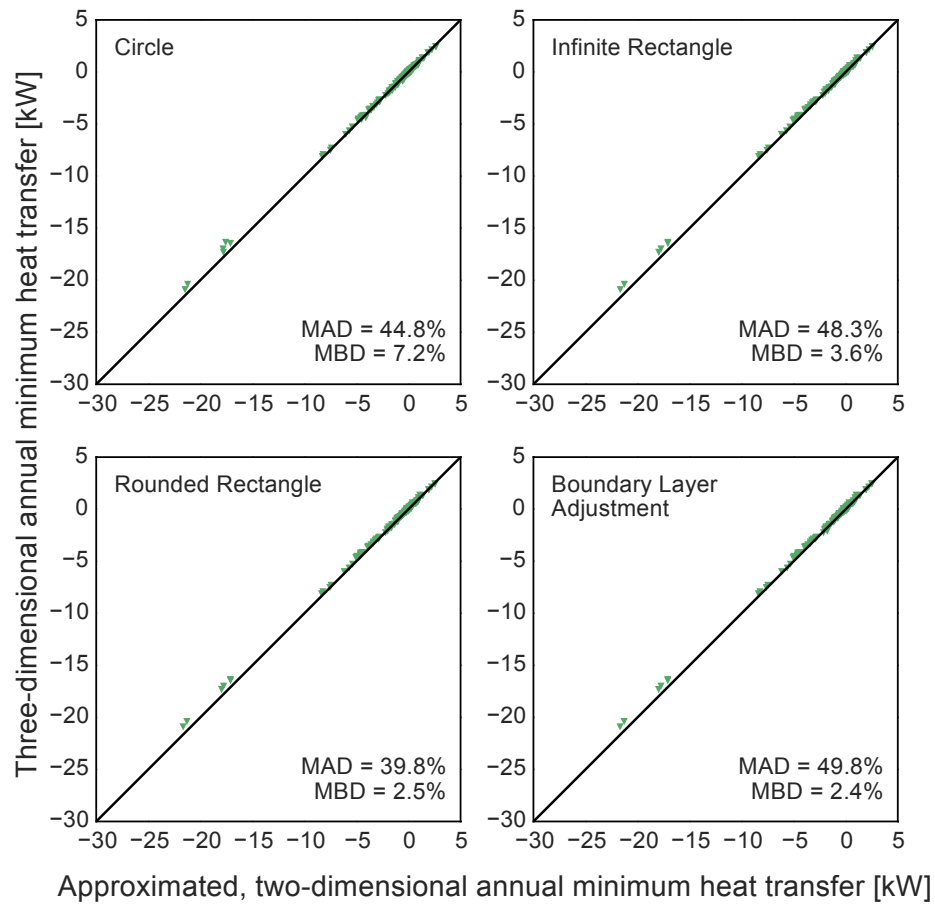 Three-dimensional annual minimum heat transfer [kW]
5
0
−5
−10
−15
−20
−25
−30
Circle
MAD = 44.8%
MBD = 7.2%
−30 −25 −20 −15 −10 −5 0 5
5
0
−5
−10
−15
−20
−25
−30
Infinite Rectangle
MAD = 48.3%
MBD = 3.6%
−30 −25 −20 −15 −10 −5 0 5
5
0
−5
−10
−15
−20
−25
−30
Rounded Rectangle
MAD = 39.8%
MBD = 2.5%
−30 −25 −20 −15 −10 −5 0 5
5
0
−5
−10
−15
−20
−25
−30
Boundary Layer
Adjustment
MAD = 49.8%
MBD = 2.4%
−30 −25 −20 −15 −10 −5 0 5
Approximated, two-dimensional annual minimum heat transfer [kW]